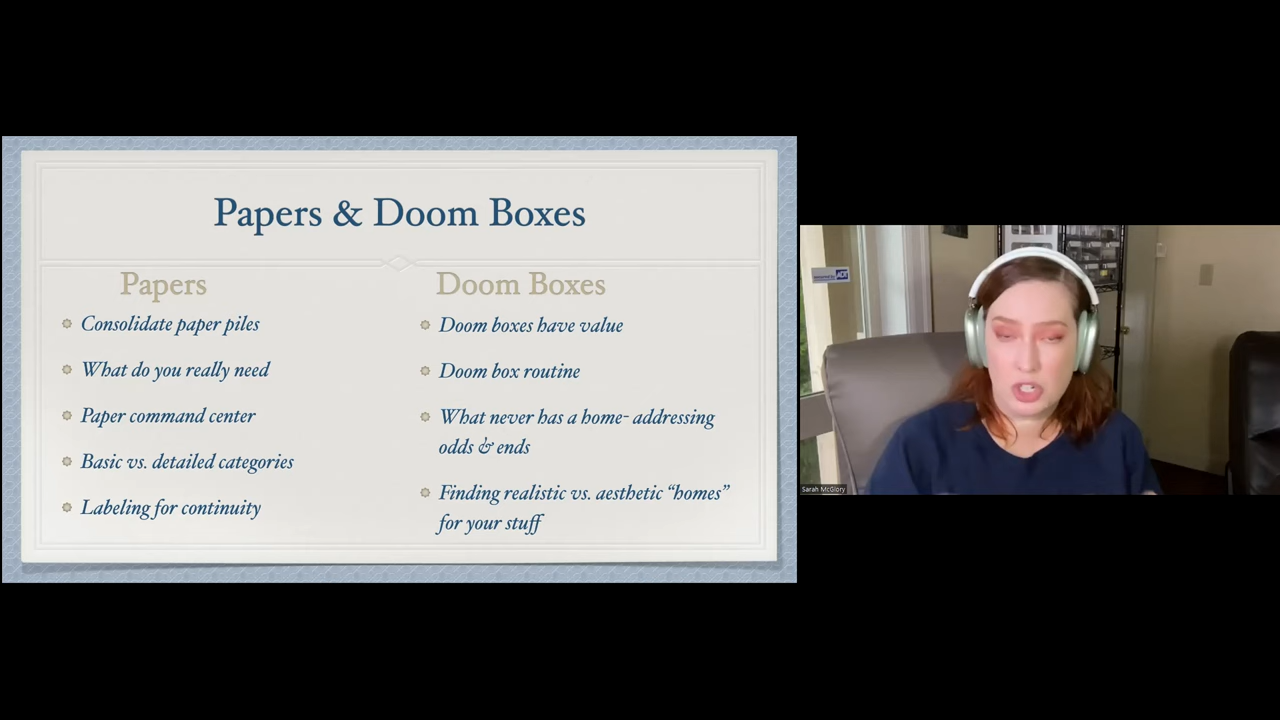 Papers & Doom Boxes
Papers
Consolidate paper piles
What do you really need
Paper command center
Basic vs. detailed categories
Labeling for continuity
Doom Boxes
Doom boxes have value
Doom box routine
What never has a home- addressing
odds & ends
Finding realistic vs. aesthetic “homes”
for your stuff
ADT
Sarah McGlory